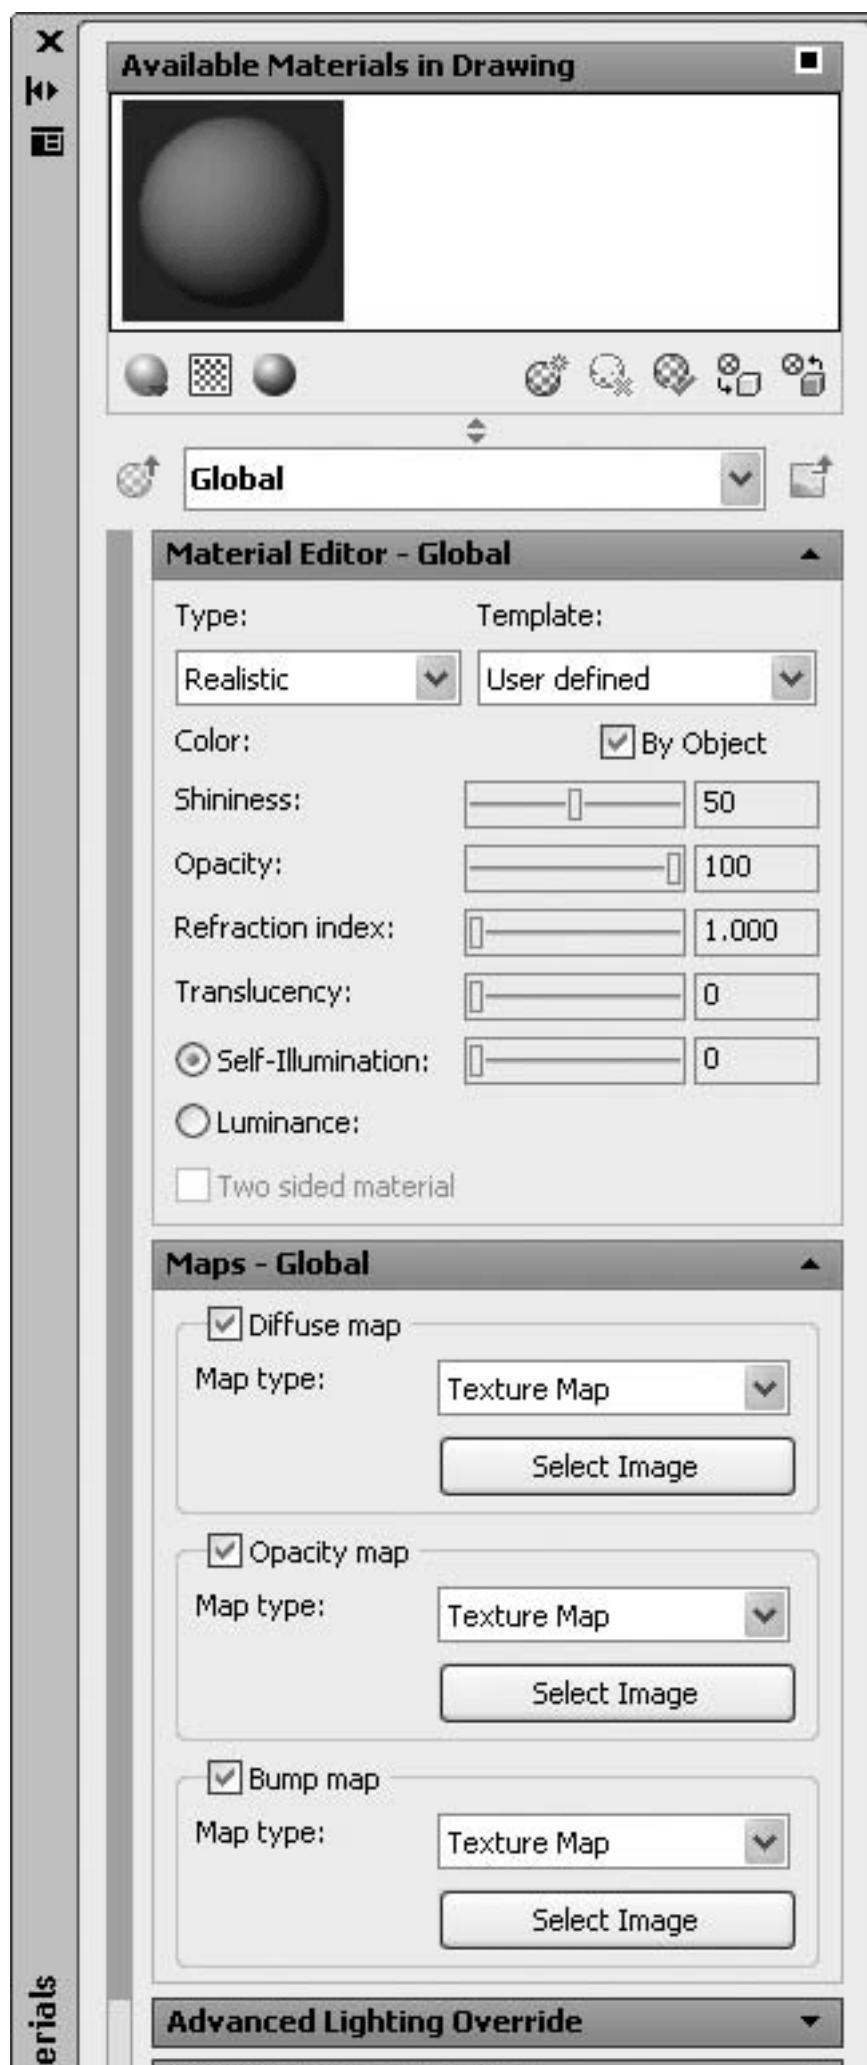 Available Materials in Drawing
Global
Material Editor - Global
Type: Template:
Realistic User defined
Color: By Object
Shininess: 50
Opacity: 100
Refraction index: 1.000
Translucency: 0
Self-Illumination: 0
Luminance:
Two sided material
Maps - Global
Diffuse map
Map type: Texture Map
Select Image
Opacity map
Map type: Texture Map
Select Image
Bump map
Map type: Texture Map
Select Image
Advanced Lighting Override
erials